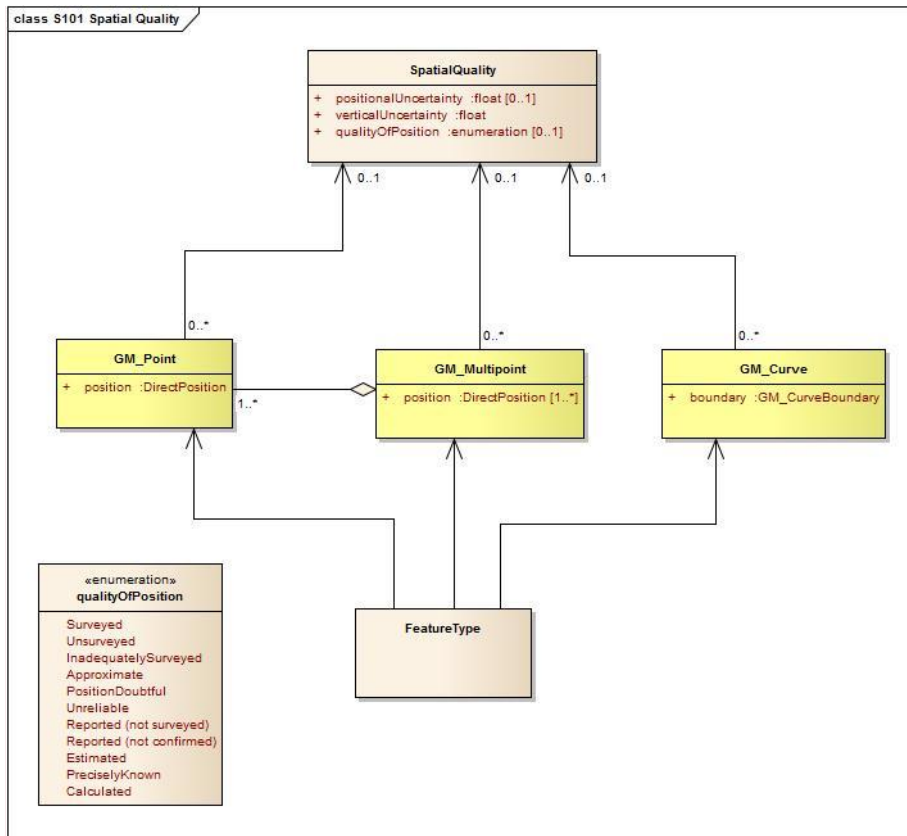 class S101 Spatial Quality
SpatialQuality
+ positionalUncertainty :float [0..1]
+ verticalUncertainty :float
+ qualityOfPosition :enumeration [0..1]
0..1
0..1
0..1
0..*
0..*
0..*
GM_Point
+ position :DirectPosition
1..*
GM_Multipoint
+ position :DirectPosition [1..*]
GM_Curve
+ boundary :GM_CurveBoundary
«enumeration»
qualityOfPosition
Surveyed
Unsurveyed
InadequatelySurveyed
Approximate
PositionDoubtful
Unreliable
Reported (not surveyed)
Reported (not confirmed)
Estimated
PreciselyKnown
Calculated
FeatureType